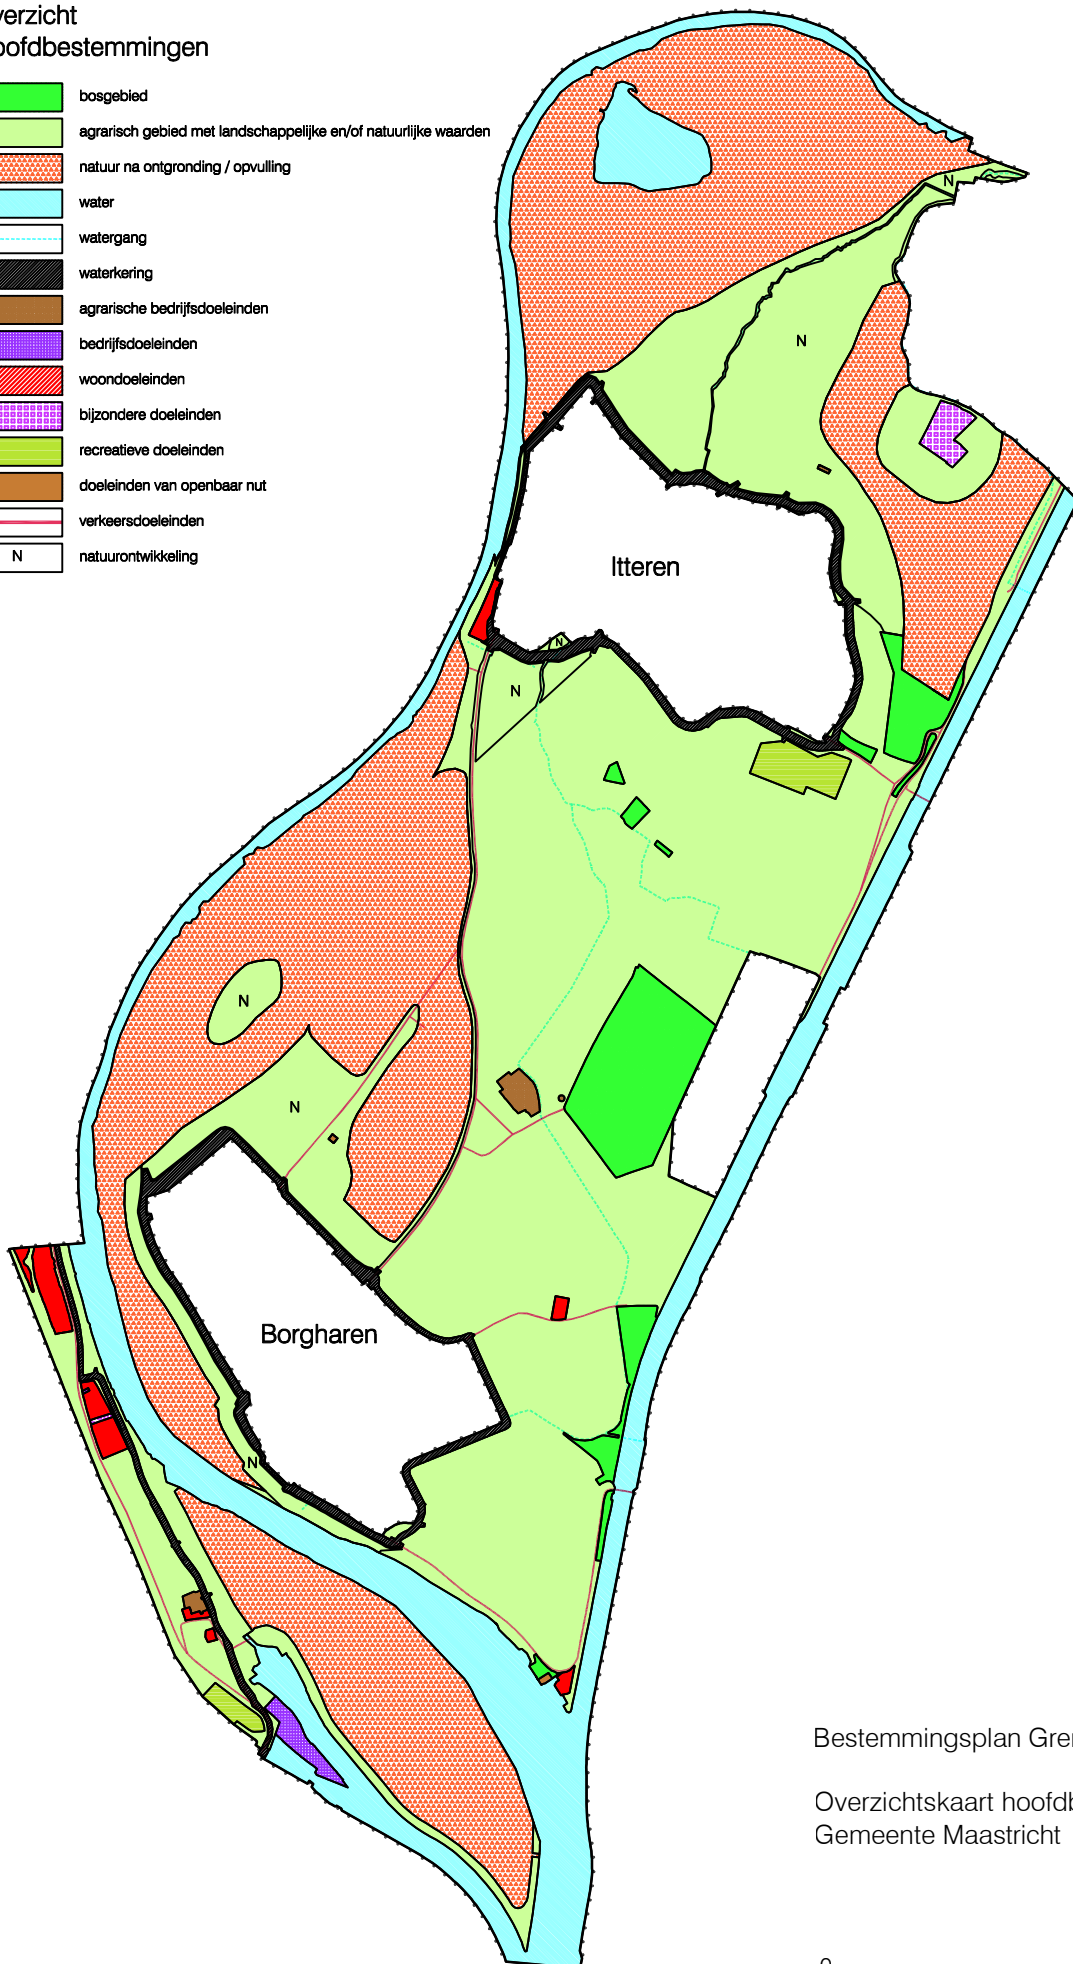 verzicht
oofdbestemmingen
bosgebied
agrarisch gebied met landschappelijke en/of natuurlijke waarden
natuur na ontgronding / opvulling
water
watergang
waterkering
agrarische bedrijfsdoeleinden
bedrijfsdoeleinden
woondoeleinden
bijzondere doeleinden
recreatieve doeleinden
doeleinden van openbaar nut
verkeersdoeleinden
N natuurontwikkeling
N
N
Itteren
N
N
N
N
Borgharen
N
Bestemmingsplan Gre
Overzichtskaart hoofdb
Gemeente Maastricht